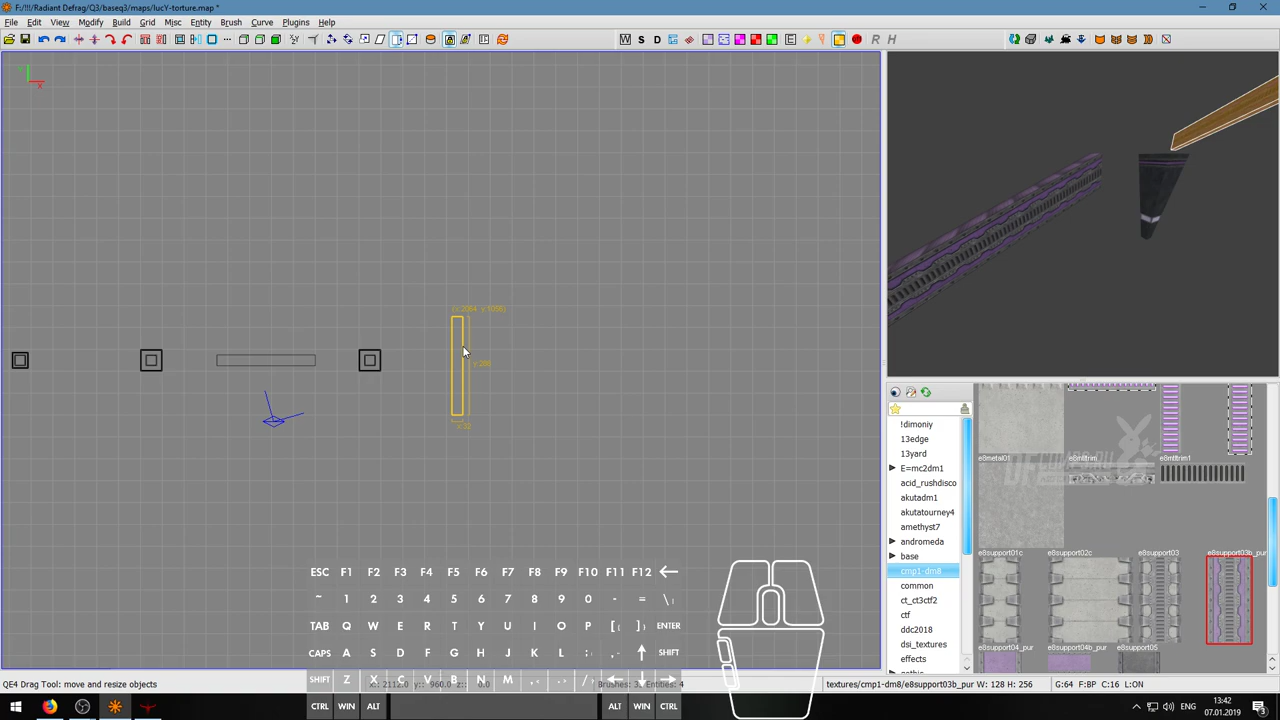 F:/!!!/Radiant Defrag/Q3/baseq3/maps/lucY-torture.map *
File Edit View Modify Grid Misc Entity Brush Curve Plugins Help
!dimoniy
13edge
13yard
E=mc2dm1
acid_rushdisco
akutadm1
akutatourney4
amethyst7
andromeda
base
cmp1-dm8
common
ct_ct3ctf2
ctf
ddc2018
dsi_textures
effects
e8metal01 e8mltrim e8mltrim1
e8support01c e8support02c e8support03 e8support03b_pur
e8support04_pur e8support04b_pur e8support05
ESC F1 F2 F3 F4 F5 F6 F7 F8 F9 F10 F11 F12
~ 1 2 3 4 5 6 7 8 9 0 - =
TAB Q W E R T Y U I O P ENTER
CAPS A S D F G H J K L SHIFT
SHIFT Z X C V B N M
CTRL WIN ALT ALT WIN CTRL
QE4 Drag Tool: move and resize objects
textures/cmp1-dm8/e8support03b_pur W: 128 H: 256 G:64 F:BP C:16 L:ON
ENG 13:42
07.01.2019